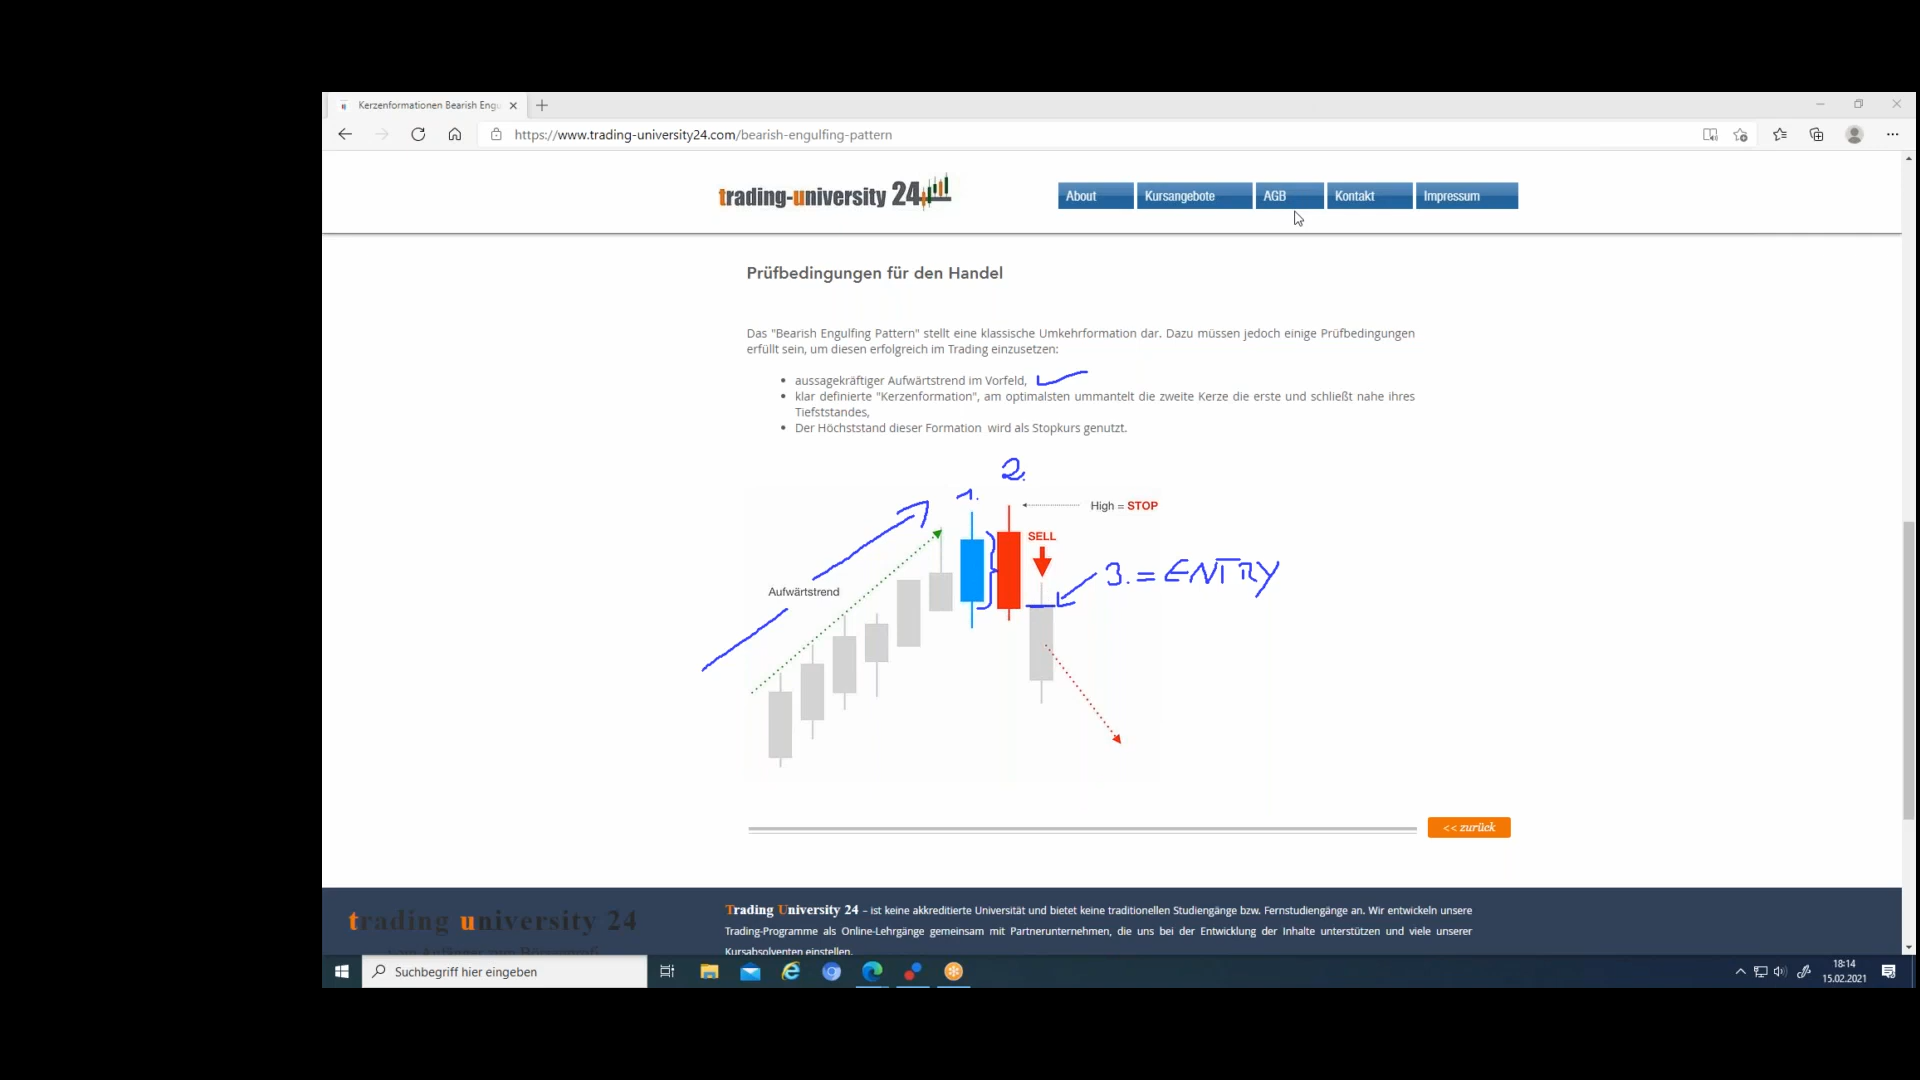 Kerzenformationen Bearish Engu
https://www.trading-university24.com/bearish-engulfing-pattern
trading-university 24
About Kursangebote AGB Kontakt Impressum
Prüfbedingungen für den Handel
Das "Bearish Engulfing Pattern" stellt eine klassische Umkehrformation dar. Dazu müssen jedoch einige Prüfbedingungen
erfüllt sein, um diesen erfolgreich im Trading einzusetzen:
• aussagekräftiger Aufwärtstrend im Vorfeld,
• klar definierte "Kerzenformation", am optimalsten ummantelt die zweite Kerze die erste und schließt nahe ihres
Tiefststandes,
• Der Höchststand dieser Formation wird als Stopkurs genutzt.
2.
1.
High = STOP
SELL
3. = ENTRY
Aufwärtstrend
<< zurück
trading university 24
Trading University 24 – ist keine akkreditierte Universität und bietet keine traditionellen Studiengänge bzw. Fernstudiengänge an. Wir entwickeln unsere
Trading-Programme als Online-Lehrgänge gemeinsam mit Partnerunternehmen, die uns bei der Entwicklung der Inhalte unterstützen und viele unserer
Kursabsolventen einstellen.
Suchbegriff hier eingeben
18:14
15.02.2021